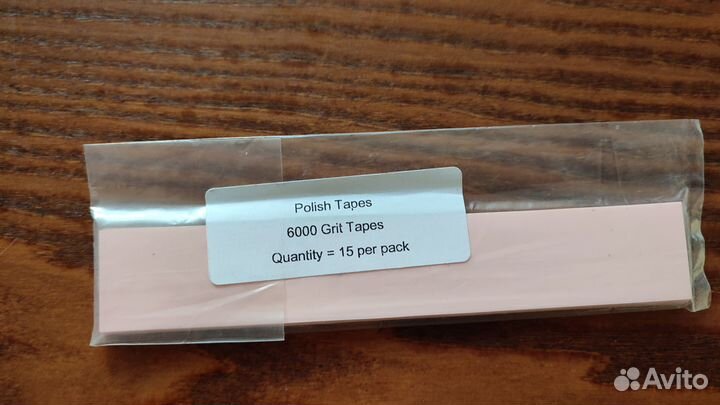 Polish Tapes
6000 Grit Tapes
Quantity = 15 per pack
Avito